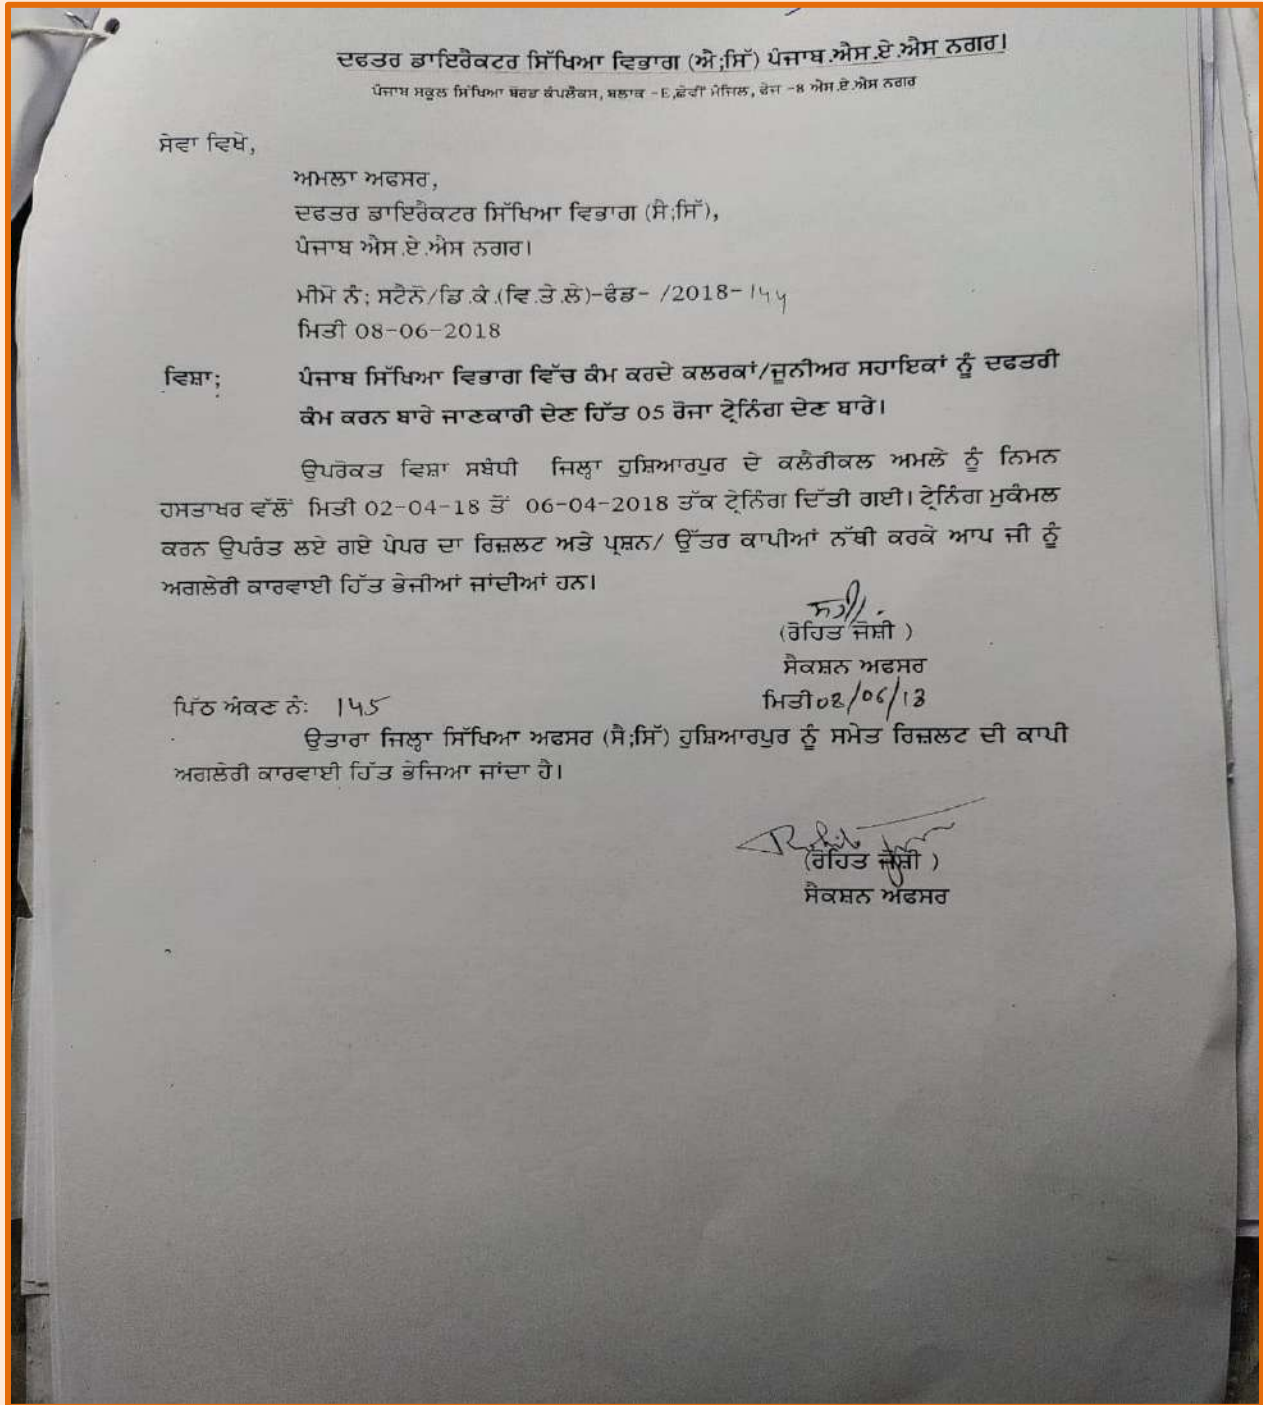 ਦਫਤਰ ਡਾਇਰੈਕਟਰ ਸਿੱਖਿਆ ਵਿਭਾਗ (ਐ;ਸਿੱ) ਪੰਜਾਬ.ਐਸ.ਏ.ਐਸ ਨਗਰ।
ਪੰਜਾਬ ਸਕੂਲ ਸਿੱਖਿਆ ਬੋਰਡ ਕੰਪਲੈਕਸ, ਬਲਾਕ -E,ਛੇਵੀਂ ਮੰਜਿਲ, ਫੇਜ -8 ਐਸ.ਏ.ਐਸ ਨਗਰ
ਸੇਵਾ ਵਿਖੇ,
ਅਮਲਾ ਅਫਸਰ,
ਦਫਤਰ ਡਾਇਰੈਕਟਰ ਸਿੱਖਿਆ ਵਿਭਾਗ (ਸੈ;ਸਿੱ),
ਪੰਜਾਬ ਐਸ.ਏ.ਐਸ ਨਗਰ।
ਮੀਮੋ ਨੰ; ਸਟੈਨੋ/ਡਿ.ਕੰ.(ਵਿ.ਤੇ.ਲੇ)-ਫੰਡ- /2018-144
ਮਿਤੀ 08-06-2018
ਵਿਸ਼ਾ; ਪੰਜਾਬ ਸਿੱਖਿਆ ਵਿਭਾਗ ਵਿੱਚ ਕੰਮ ਕਰਦੇ ਕਲਰਕਾਂ/ਜੂਨੀਅਰ ਸਹਾਇਕਾਂ ਨੂੰ ਦਫਤਰੀ
ਕੰਮ ਕਰਨ ਬਾਰੇ ਜਾਣਕਾਰੀ ਦੇਣ ਹਿੱਤ 05 ਰੋਜਾ ਟ੍ਰੇਨਿੰਗ ਦੇਣ ਬਾਰੇ।
ਉਪਰੋਕਤ ਵਿਸ਼ਾ ਸਬੰਧੀ ਜਿਲ੍ਹਾ ਹੁਸ਼ਿਆਰਪੁਰ ਦੇ ਕਲੈਰੀਕਲ ਅਮਲੇ ਨੂੰ ਨਿਮਨ
ਹਸਤਾਖਰ ਵੱਲੋਂ ਮਿਤੀ 02-04-18 ਤੋਂ 06-04-2018 ਤੱਕ ਟ੍ਰੇਨਿੰਗ ਦਿੱਤੀ ਗਈ। ਟ੍ਰੇਨਿੰਗ ਮੁਕੰਮਲ
ਕਰਨ ਉਪਰੰਤ ਲਏ ਗਏ ਪੇਪਰ ਦਾ ਰਿਜ਼ਲਟ ਅਤੇ ਪ੍ਰਸ਼ਨ/ ਉੱਤਰ ਕਾਪੀਆਂ ਨੱਥੀ ਕਰਕੇ ਆਪ ਜੀ ਨੂੰ
ਅਗਲੇਰੀ ਕਾਰਵਾਈ ਹਿੱਤ ਭੇਜੀਆਂ ਜਾਂਦੀਆਂ ਹਨ।
(ਰੋਹਿਤ ਜੋਸ਼ੀ )
ਸੈਕਸ਼ਨ ਅਫਸਰ
ਪਿੱਠ ਅੰਕਣ ਨੰ: 145 ਮਿਤੀ 08/06/18
ਉਤਾਰਾ ਜਿਲ੍ਹਾ ਸਿੱਖਿਆ ਅਫਸਰ (ਸੈ;ਸਿੱ) ਹੁਸ਼ਿਆਰਪੁਰ ਨੂੰ ਸਮੇਤ ਰਿਜ਼ਲਟ ਦੀ ਕਾਪੀ
ਅਗਲੇਰੀ ਕਾਰਵਾਈ ਹਿੱਤ ਭੇਜਿਆ ਜਾਂਦਾ ਹੈ।
(ਰੋਹਿਤ ਜੋਸ਼ੀ )
ਸੈਕਸ਼ਨ ਅਫਸਰ